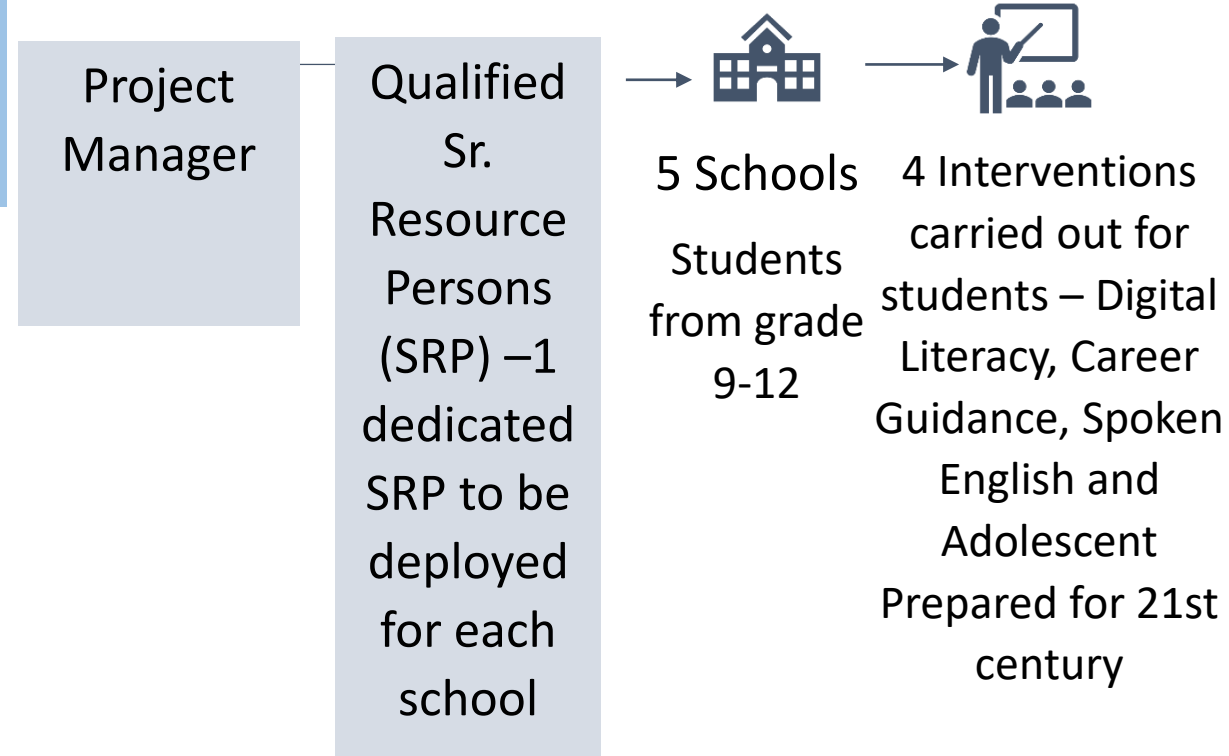 Project
Manager
Qualified
Sr.
Resource
Persons
(SRP) –1
dedicated
SRP to be
deployed
for each
school
5 Schools
Students
from grade
9-12
4 Interventions
carried out for
students – Digital
Literacy, Career
Guidance, Spoken
English and
Adolescent
Prepared for 21st
century